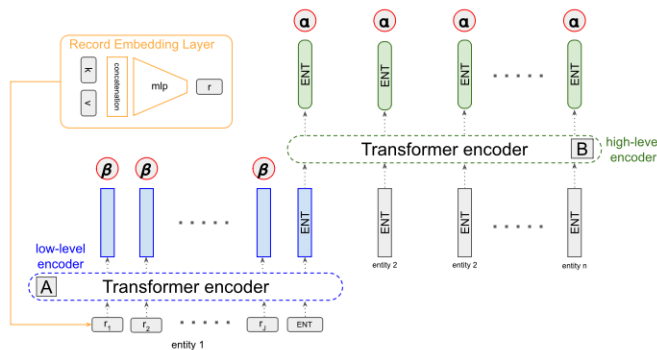 α α α α
Record Embedding Layer
k
v
concatenation
mlp
r
ENT ENT ENT ENT
Transformer encoder B
high-level
encoder
β β β
ENT ENT ENT ENT
low-level
encoder
entity 2 entity 2 entity n
A Transformer encoder
r1 r2 rJ ENT
entity 1